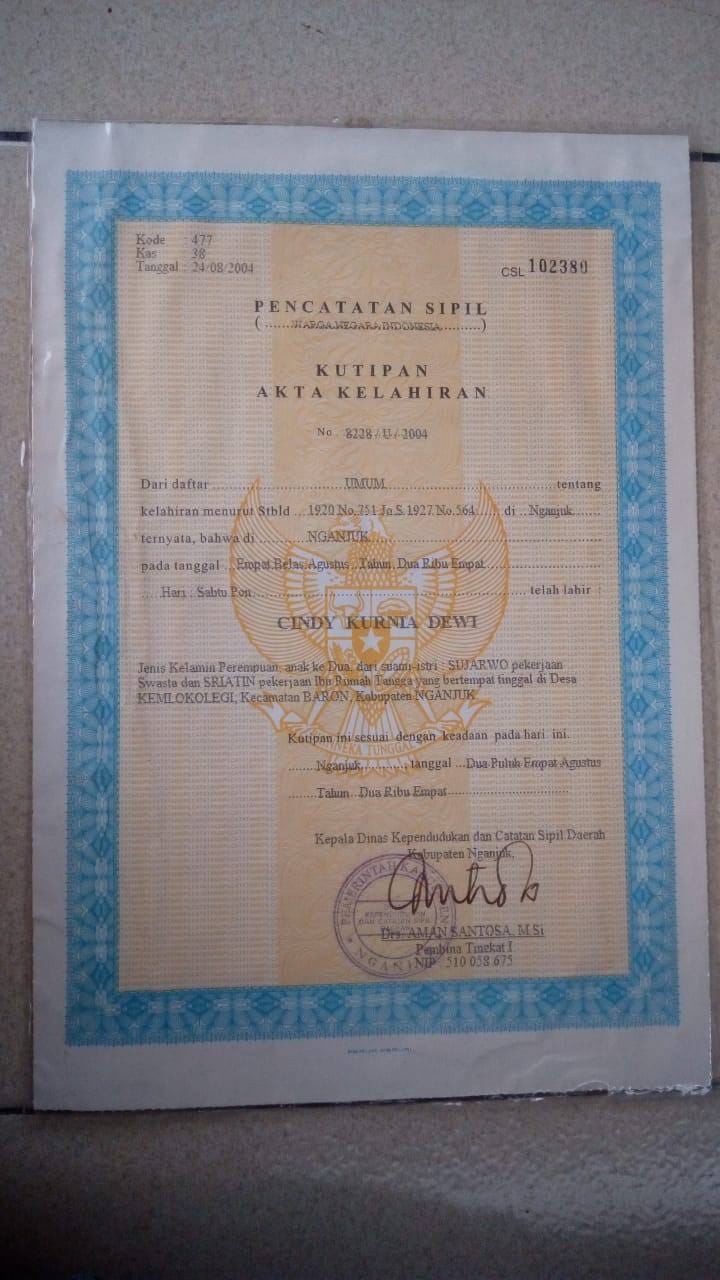 Kode : 477
Kas 38
Tanggal : 24/08/2004
CSL 102380
PENCATATAN SIPIL
(......WARGA NEGARA INDONESIA..........)
KUTIPAN
AKTA KELAHIRAN
No. 8228 / U / 2004
Dari daftar ........ UMUM ........ tentang
kelahiran menurut Stbld ... 1920 No.751 Jo.S.1927 No.564 ..... di .. Nganjuk.......
ternyata, bahwa di ............NGANJUK........
pada tanggal ...Empat Belas Agustus . Tahun. Dua Ribu Empat........
.....Hari : Sabtu Pon........ telah lahir :
CINDY KURNIA DEWI
Jenis Kelamin Perempuan, anak ke Dua, dari suami-istri : SUJARWO pekerjaan
Swasta dan SRIATIN pekerjaan Ibu Rumah Tangga yang bertempat tinggal di Desa
KEMLOKOLEGI, Kecamatan BARON, Kabupaten NGANJUK
Kutipan ini sesuai dengan keadaan pada hari ini.
.......Nganjuk............ tanggal ...Dua Puluh Empat Agustus
.......Tahun...Dua Ribu Empat........
Kepala Dinas Kependudukan dan Catatan Sipil Daerah
Kabupaten Nganjuk,
Drs. AMAN SANTOSA, M.Si
Pembina Tingkat I
NIP : 510 058 675